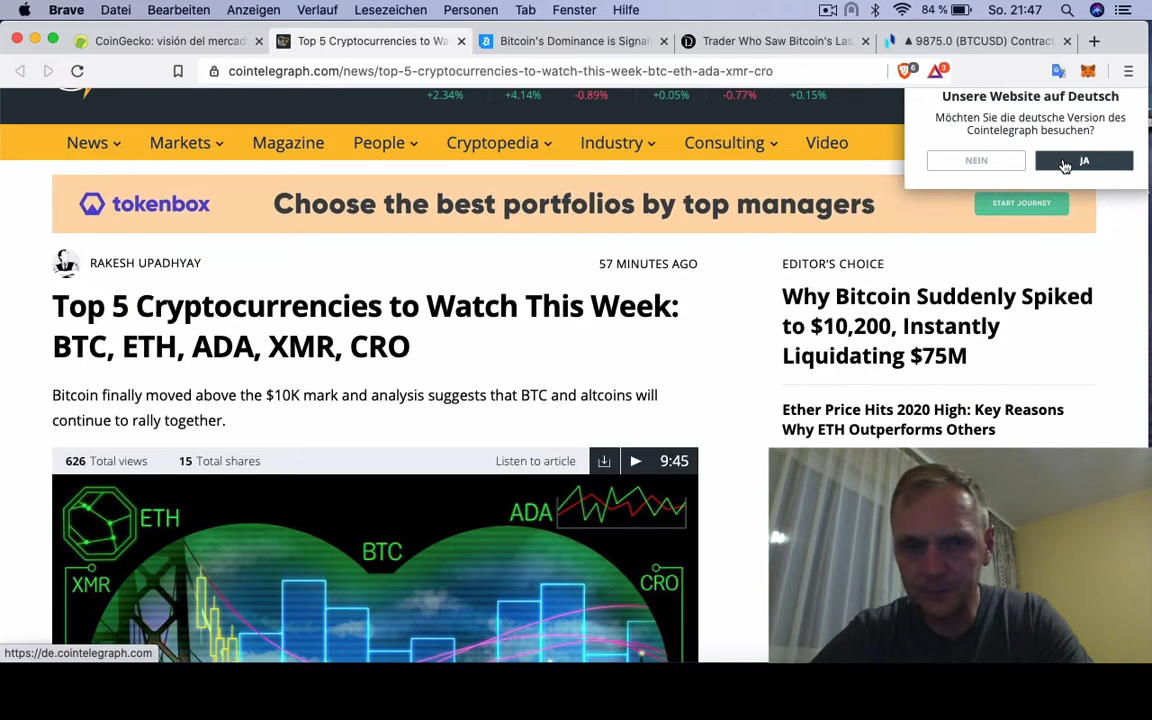 Brave Datei Bearbeiten Anzeigen Verlauf Lesezeichen Personen Tab Fenster Hilfe 84 % So. 21:47
CoinGecko: visión del mercad
Top 5 Cryptocurrencies to Wa
Bitcoin's Dominance is Signal
Trader Who Saw Bitcoin's Las
▲ 9875.0 (BTCUSD) Contract
cointelegraph.com/news/top-5-cryptocurrencies-to-watch-this-week-btc-eth-ada-xmr-cro
6
3
+2.34% +4.14% -0.89% +0.05% -0.77% +0.15%
Unsere Website auf Deutsch
Möchten Sie die deutsche Version des
Cointelegraph besuchen?
NEIN JA
News Markets Magazine People Cryptopedia Industry Consulting Video
tokenbox Choose the best portfolios by top managers START JOURNEY
RAKESH UPADHYAY 57 MINUTES AGO
Top 5 Cryptocurrencies to Watch This Week:
BTC, ETH, ADA, XMR, CRO
Bitcoin finally moved above the $10K mark and analysis suggests that BTC and altcoins will
continue to rally together.
626 Total views 15 Total shares Listen to article 9:45
ETH
ADA
BTC
XMR
CRO
EDITOR'S CHOICE
Why Bitcoin Suddenly Spiked
to $10,200, Instantly
Liquidating $75M
Ether Price Hits 2020 High: Key Reasons
Why ETH Outperforms Others
https://de.cointelegraph.com